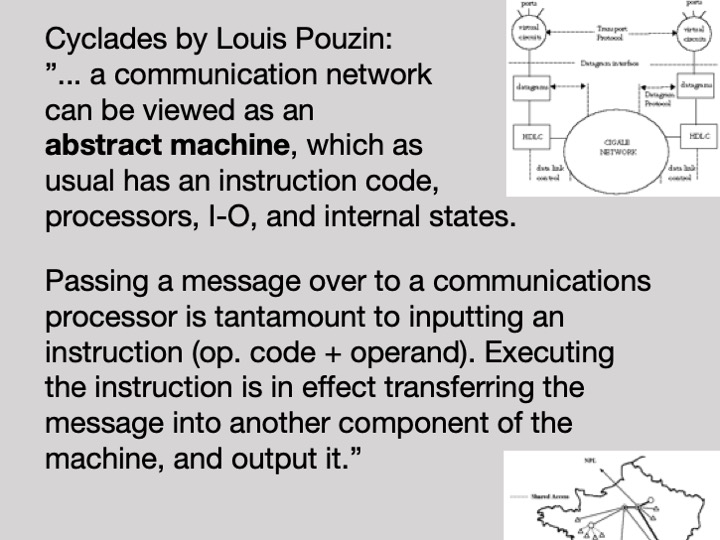 Cyclades by Louis Pouzin:
”... a communication network
can be viewed as an
abstract machine, which as
usual has an instruction code,
processors, I-O, and internal states.
Passing a message over to a communications
processor is tantamount to inputting an
instruction (op. code + operand). Executing
the instruction is in effect transferring the
message into another component of the
machine, and output it.”
ports
ports
virtual
circuits
Transport
Protocol
virtual
circuits
Datagram interface
datagrams
datagrams
Datagram
Protocol
HDLC
CIGALE
NETWORK
HDLC
data link
control
data link
control
NPL
Shared Access